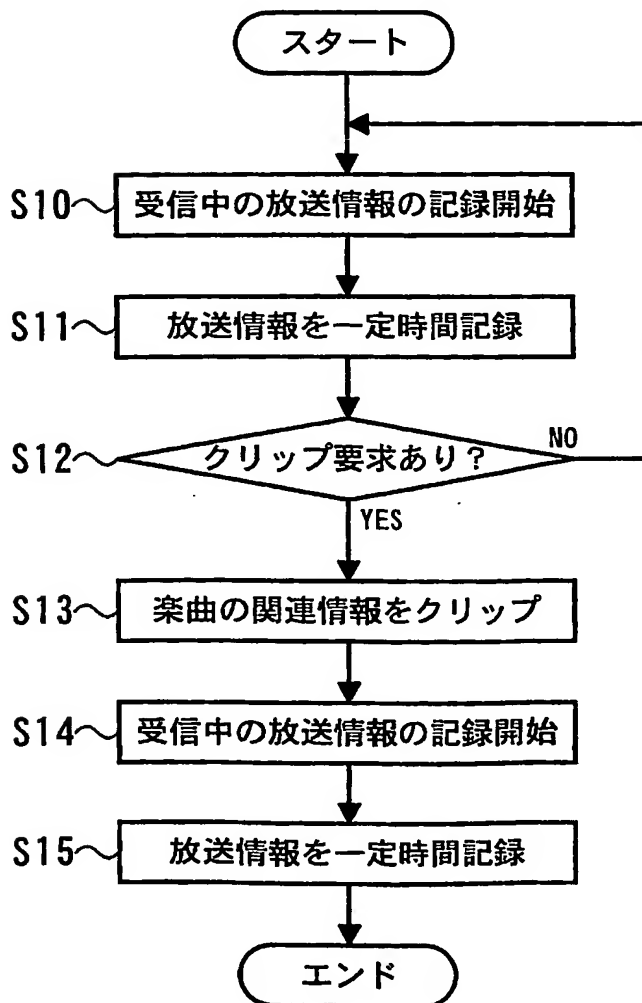 スタート
S10 受信中の放送情報の記録開始
S11 放送情報を一定時間記録
S12 クリップ要求あり？ NO
YES
S13 楽曲の関連情報をクリップ
S14 受信中の放送情報の記録開始
S15 放送情報を一定時間記録
エンド